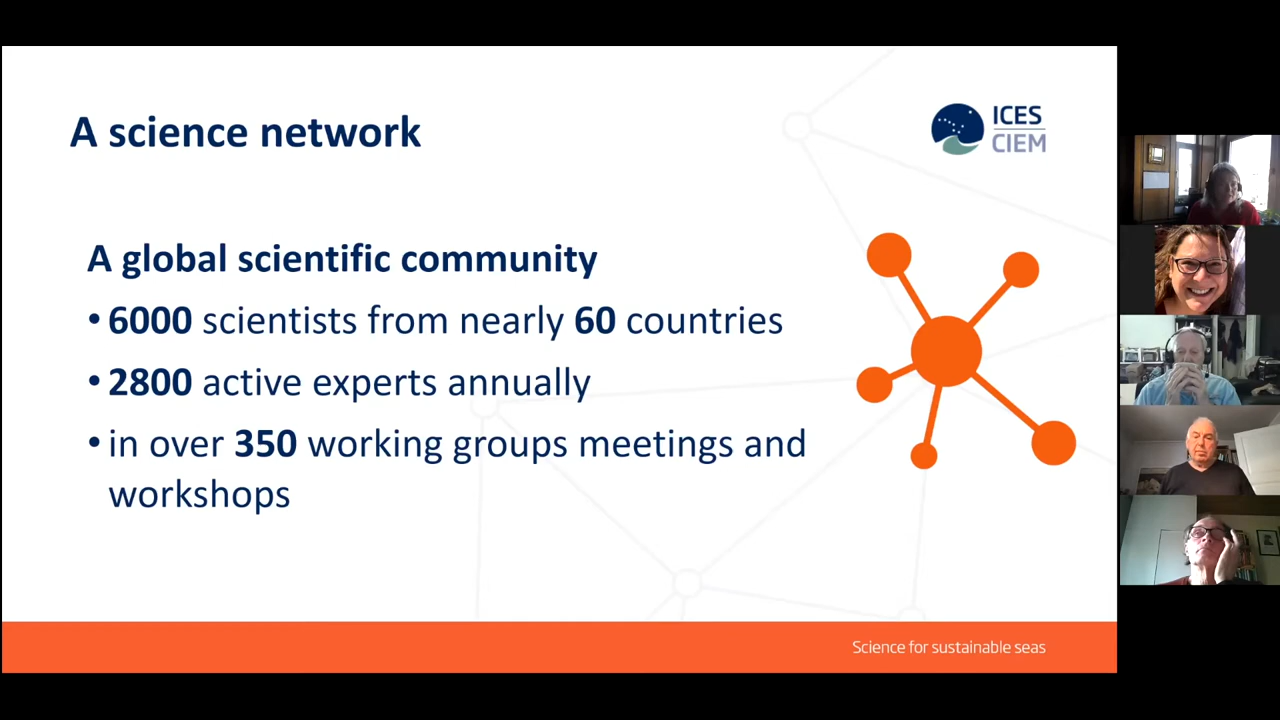 A science network
ICES
CIEM
A global scientific community
• 6000 scientists from nearly 60 countries
• 2800 active experts annually
• in over 350 working groups meetings and
workshops
Science for sustainable seas